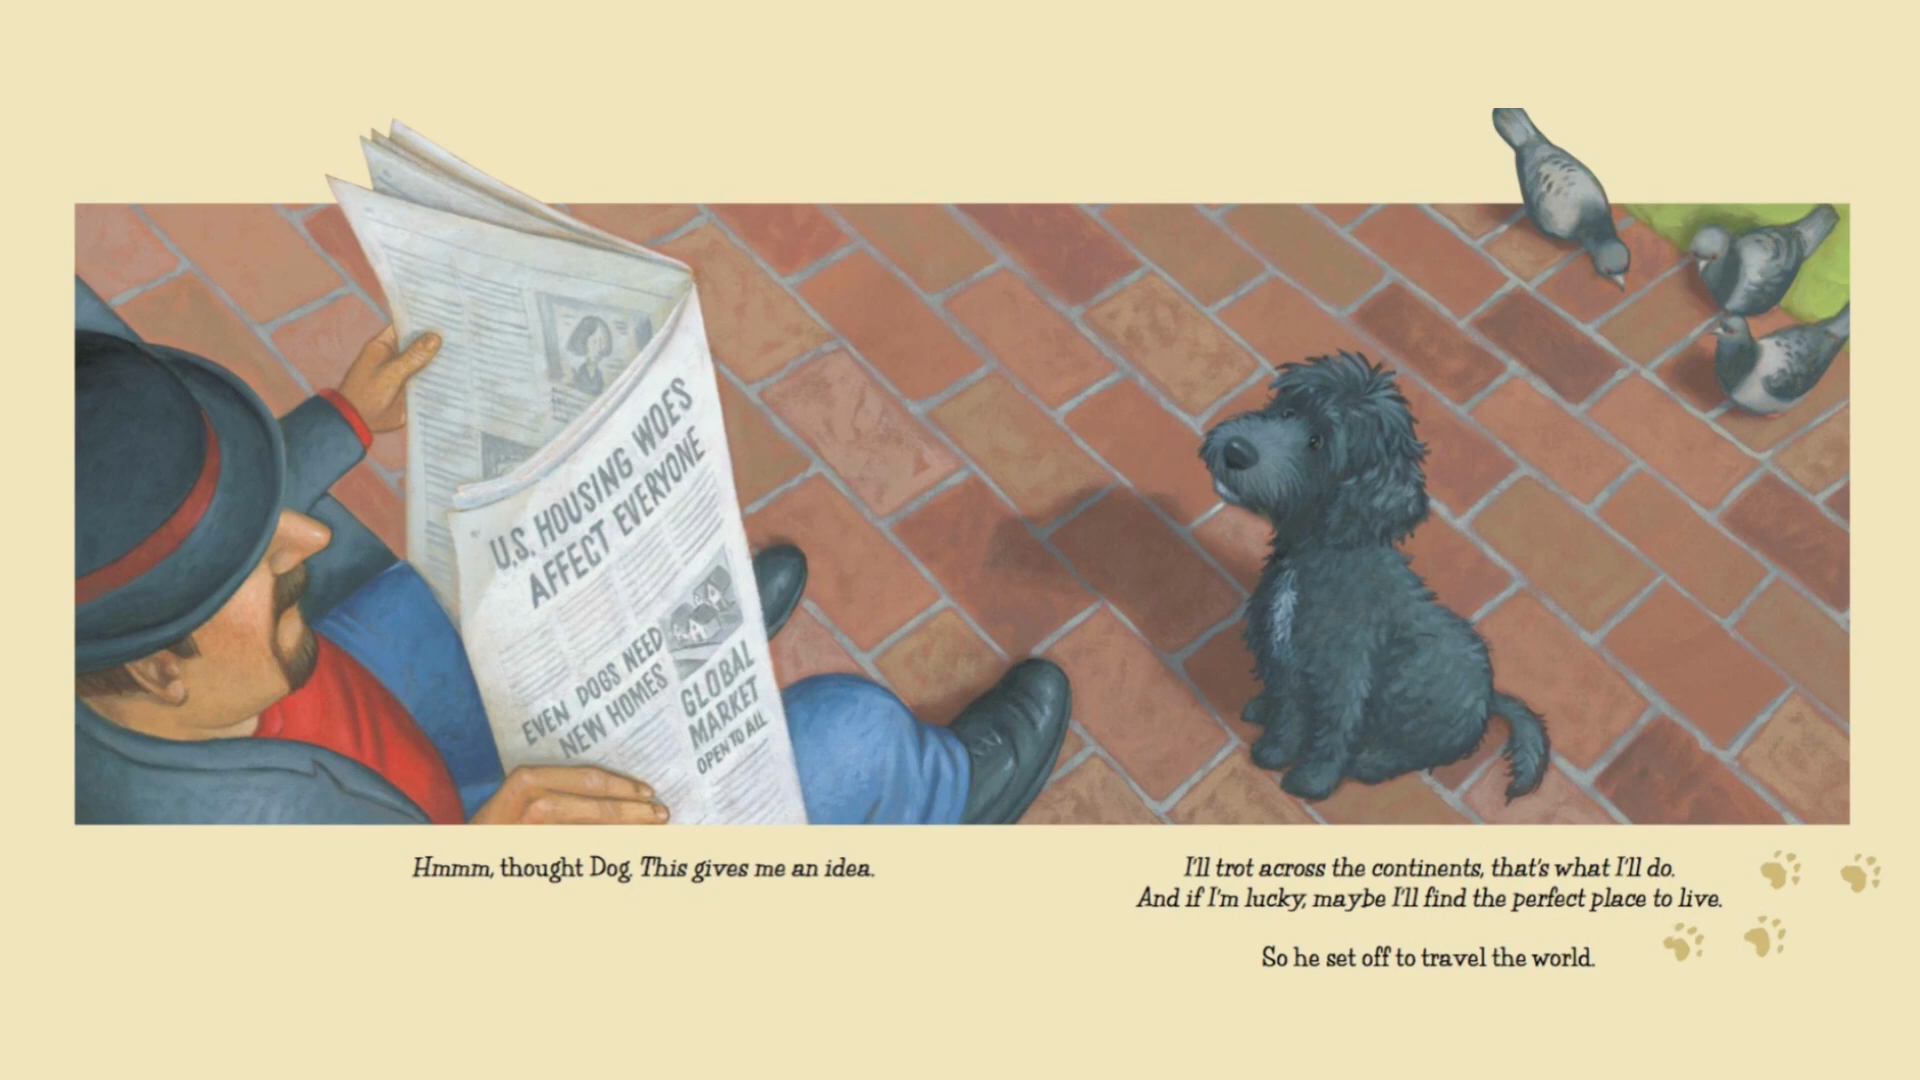 U.S. HOUSING WOES
AFFECT EVERYONE
EVEN DOGS NEED
NEW HOMES
GLOBAL
MARKET
OPEN TO ALL
Hmmm, thought Dog. This gives me an idea.
I'll trot across the continents, that's what I'll do.
And if I'm lucky, maybe I'll find the perfect place to live.
So he set off to travel the world.